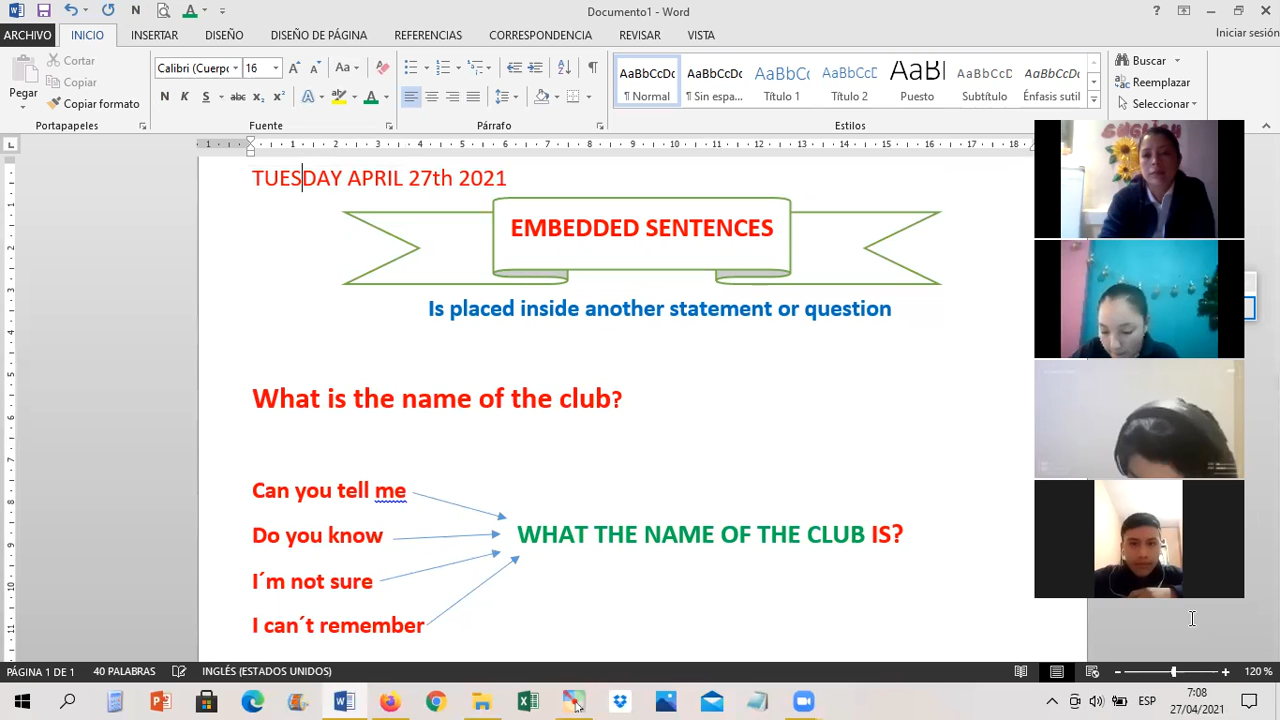 Documento1 - Word
Iniciar sesión
ARCHIVO INICIO INSERTAR DISEÑO DISEÑO DE PÁGINA REFERENCIAS CORRESPONDENCIA REVISAR VISTA
Pegar
Cortar
Copiar
Copiar formato
Portapapeles
Calibri (Cuerpo 16
N K S abc x₂ x²
Fuente
Párrafo
AaBbCcDc AaBbCcDc AaBbCcD AaBbCcD AaBl AaBbCcD AaBbCcDc
¶ Normal ¶ Sin espa... Título 1 Título 2 Puesto Subtítulo Énfasis sutil
Estilos
Buscar
Reemplazar
Seleccionar
TUESDAY APRIL 27th 2021
EMBEDDED SENTENCES
Is placed inside another statement or question
What is the name of the club?
Can you tell me
Do you know
I´m not sure
I can´t remember
WHAT THE NAME OF THE CLUB IS?
PÁGINA 1 DE 1 40 PALABRAS INGLÉS (ESTADOS UNIDOS) 120 %
ESP
7:08
27/04/2021